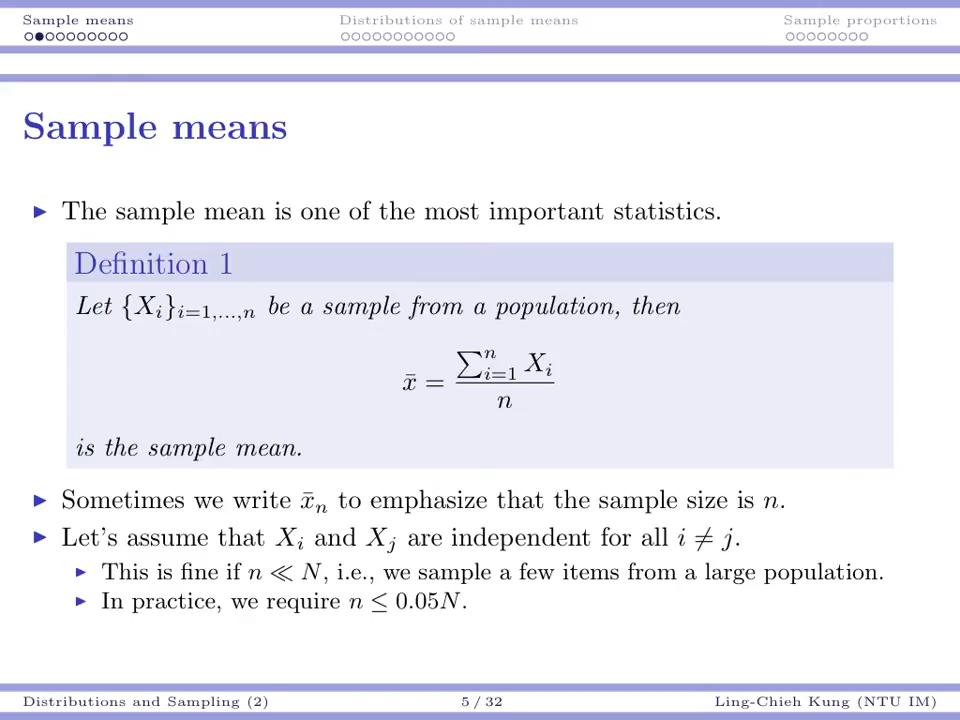 Sample means Distributions of sample means Sample proportions
Sample means
▶ The sample mean is one of the most important statistics.
Definition 1
Let {X_i}_{i=1,...,n} be a sample from a population, then
x̄ = \frac{∑_{i=1}^{n} X_i}{n}
is the sample mean.
▶ Sometimes we write x̄_n to emphasize that the sample size is n.
▶ Let's assume that X_i and X_j are independent for all i ≠ j.
▶ This is fine if n ≪ N, i.e., we sample a few items from a large population.
▶ In practice, we require n ≤ 0.05N.
Distributions and Sampling (2) 5 / 32 Ling-Chieh Kung (NTU IM)